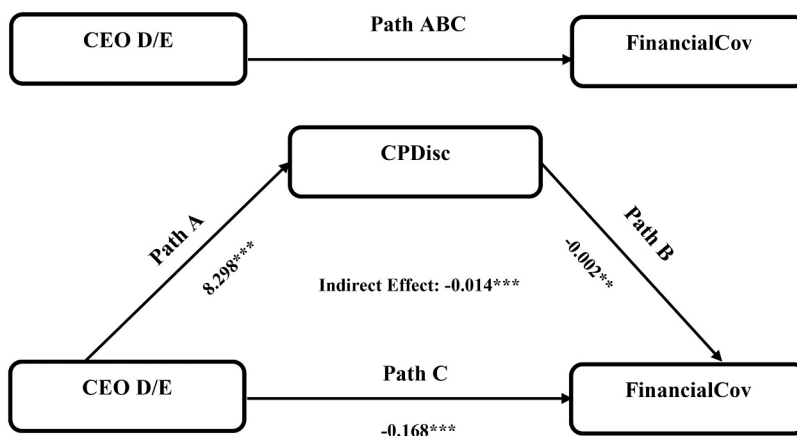 CEO D/E
Path ABC
FinancialCov
CPDisc
Path A
8.298***
Indirect Effect: -0.014***
-0.002**
Path B
CEO D/E
Path C
FinancialCov
-0.168***